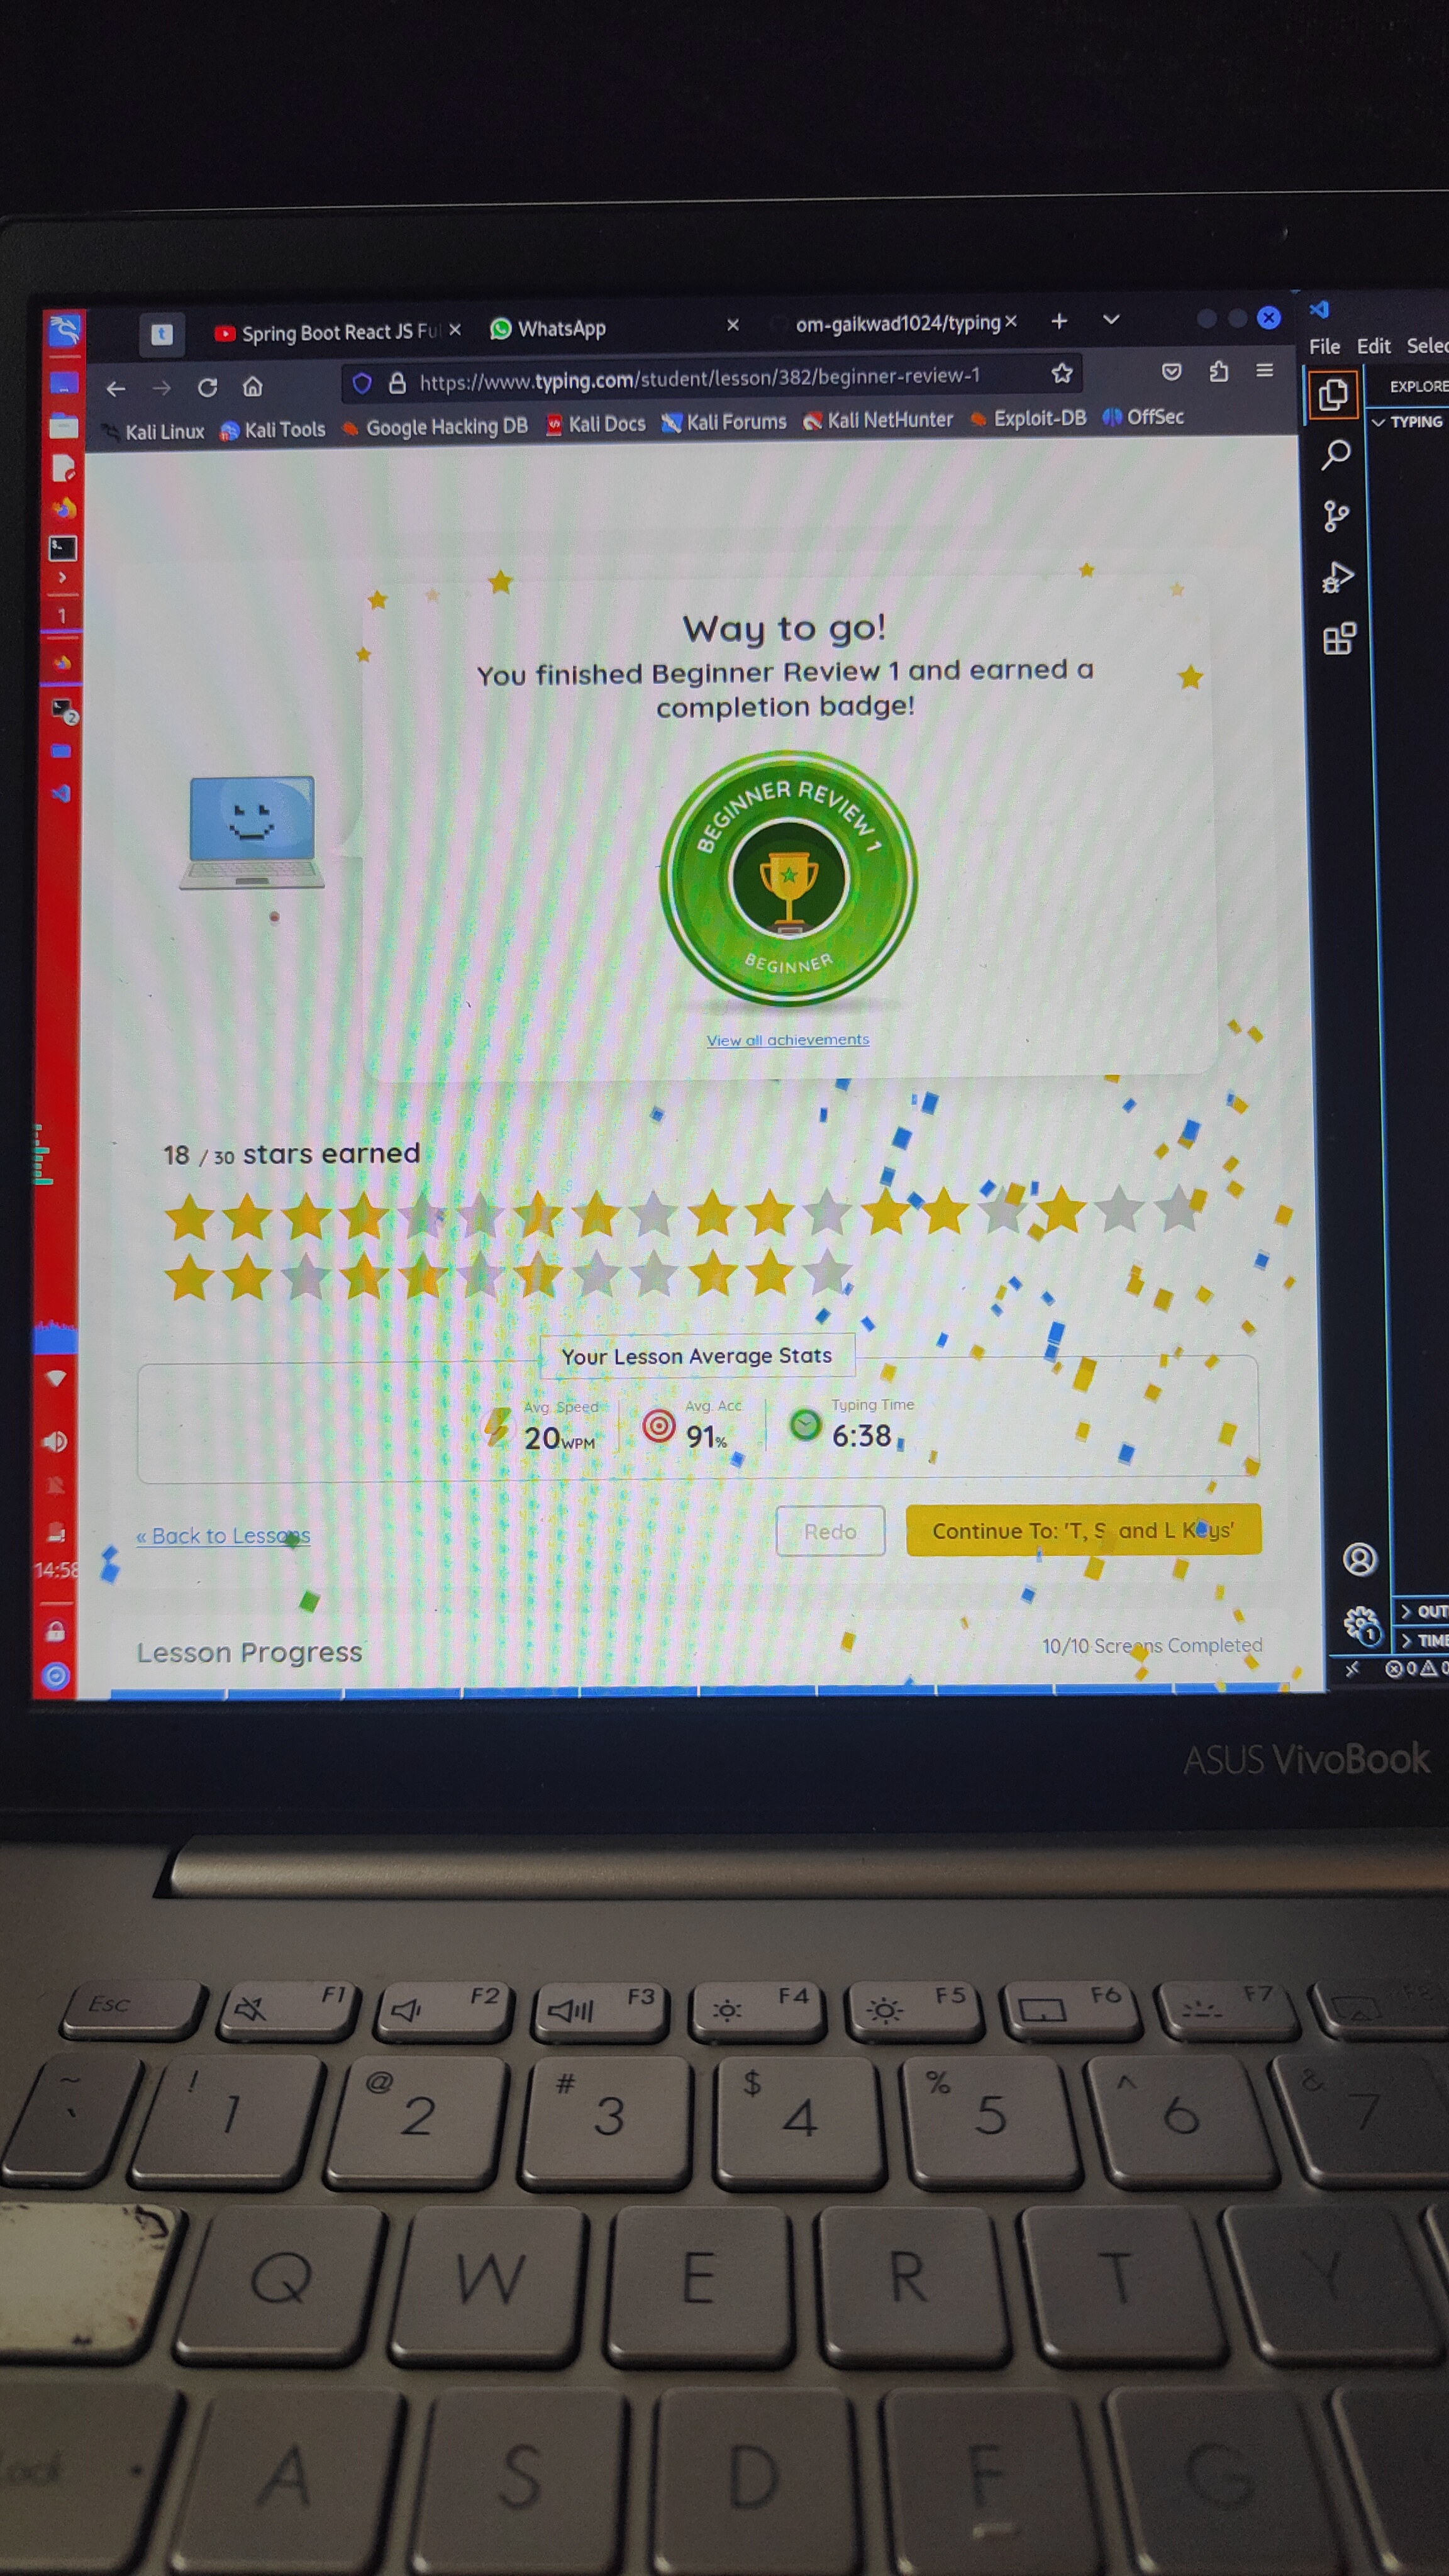 Spring Boot React JS Ful
WhatsApp
om-gaikwad1024/typing
File Edit Selec
https://www.typing.com/student/lesson/382/beginner-review-1
EXPLORE
Kali Linux Kali Tools Google Hacking DB Kali Docs Kali Forums Kali NetHunter Exploit-DB OffSec
TYPING
1
Way to go!
You finished Beginner Review 1 and earned a
completion badge!
2
BEGINNER REVIEW 1
BEGINNER
View all achievements
18 / 30 stars earned
Your Lesson Average Stats
Avg. Speed Avg. Acc Typing Time
20WPM 91% 6:38
« Back to Lessons Redo Continue To: 'T, S, and L Keys'
14:58
OUT
1
TIME
Lesson Progress 10/10 Screens Completed
0 0
ASUS VivoBook
Esc F1 F2 F3 F4 F5 F6 F7 F8
~ ! @ # $ % ^ &
` 1 2 3 4 5 6 7
Q W E R T Y
A S D F G